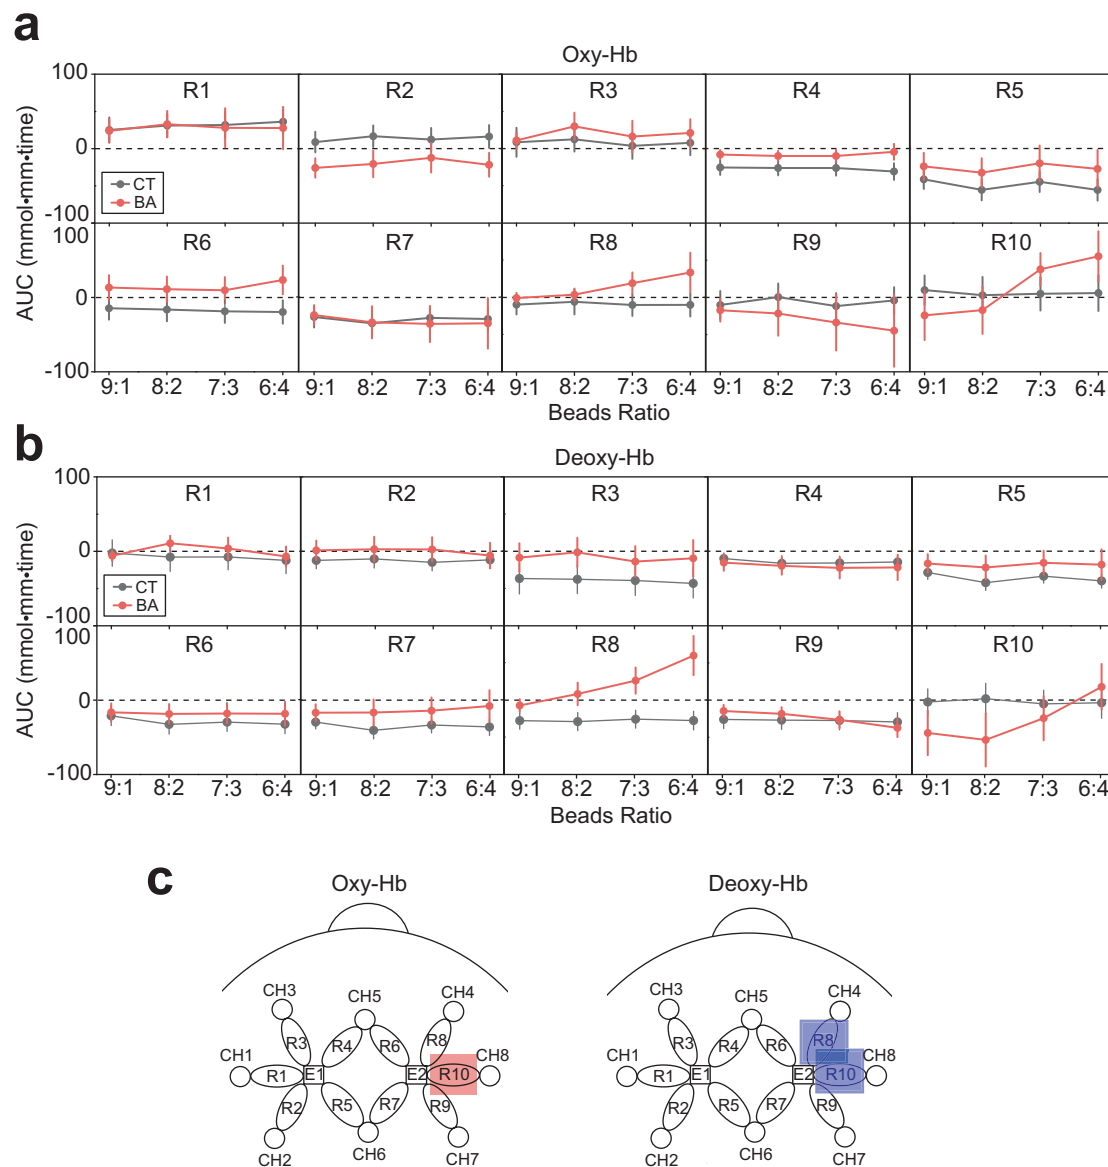 a
Oxy-Hb
100
R1 R2 R3 R4 R5
0
CT
BA
-100
100
R6 R7 R8 R9 R10
0
-100
AUC (mmol•mm•time)
9:1 8:2 7:3 6:4 9:1 8:2 7:3 6:4 9:1 8:2 7:3 6:4 9:1 8:2 7:3 6:4 9:1 8:2 7:3 6:4
Beads Ratio
b
Deoxy-Hb
100
R1 R2 R3 R4 R5
0
CT
BA
-100
100
R6 R7 R8 R9 R10
0
-100
AUC (mmol•mm•time)
9:1 8:2 7:3 6:4 9:1 8:2 7:3 6:4 9:1 8:2 7:3 6:4 9:1 8:2 7:3 6:4 9:1 8:2 7:3 6:4
Beads Ratio
c
Oxy-Hb
CH3 CH5 CH4
R3 R4 R6 R8
CH1 CH8
R1 E1 E2 R10
R2 R5 R7 R9
CH2 CH6 CH7
Deoxy-Hb
CH3 CH5 CH4
R3 R4 R6 R8
CH1 CH8
R1 E1 E2 R10
R2 R5 R7 R9
CH2 CH6 CH7